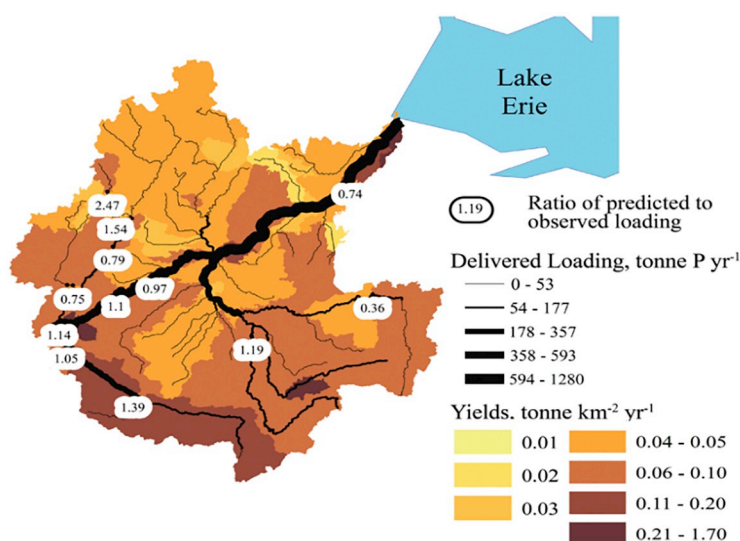 Lake
Erie
0.74
2.47
1.54
0.79
0.75
1.1
0.97
0.36
1.14
1.05
1.19
1.39
1.19
Ratio of predicted to
observed loading
Delivered Loading, tonne P yr-1
0 - 53
54 - 177
178 - 357
358 - 593
594 - 1280
Yields. tonne km-2 yr-1
0.01
0.04 - 0.05
0.02
0.06 - 0.10
0.03
0.11 - 0.20
0.21 - 1.70